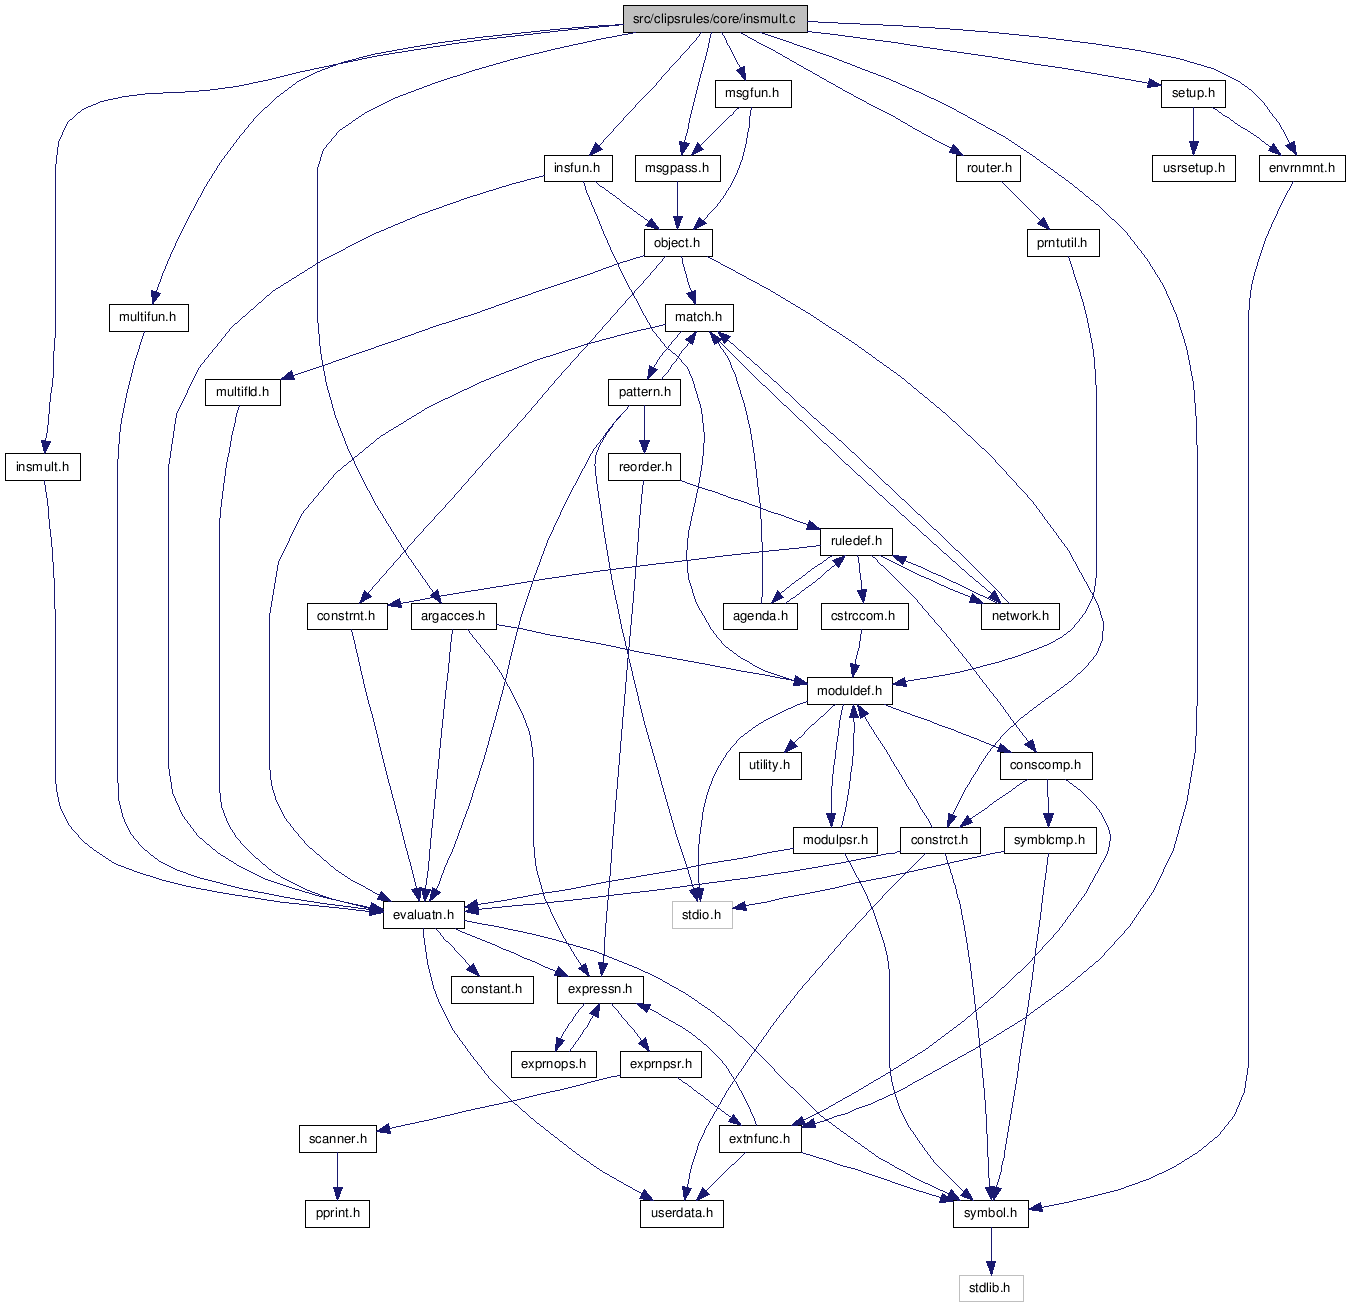 src/clipsrules/core/insmult.c
msgfun.h
setup.h
insfun.h
msgpass.h
router.h
usrsetup.h
envrnmnt.h
object.h
prntutil.h
multifun.h
match.h
multifld.h
pattern.h
insmult.h
reorder.h
ruledef.h
constrnt.h
argacces.h
agenda.h
cstrccom.h
network.h
moduldef.h
utility.h
conscomp.h
modulpsr.h
constrct.h
symblcmp.h
evaluatn.h
stdio.h
constant.h
expressn.h
exprnops.h
exprnpsr.h
scanner.h
extnfunc.h
pprint.h
userdata.h
symbol.h
stdlib.h